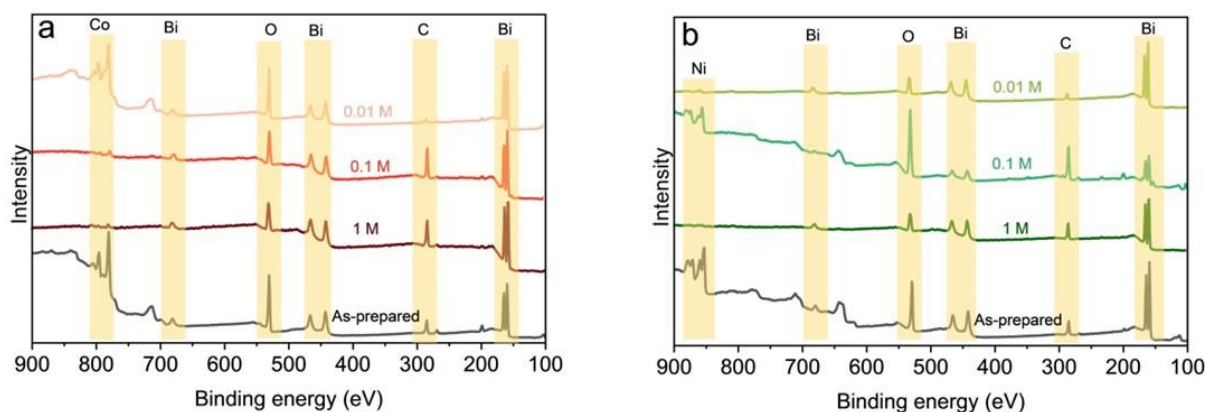 a
Co
Bi
O
Bi
C
Bi
0.01 M
0.1 M
1 M
As-prepared
Intensity
900 800 700 600 500 400 300 200 100
Binding energy (eV)
b
Ni
Bi
O
Bi
C
Bi
0.01 M
0.1 M
1 M
As-prepared
Intensity
900 800 700 600 500 400 300 200 100
Binding energy (eV)